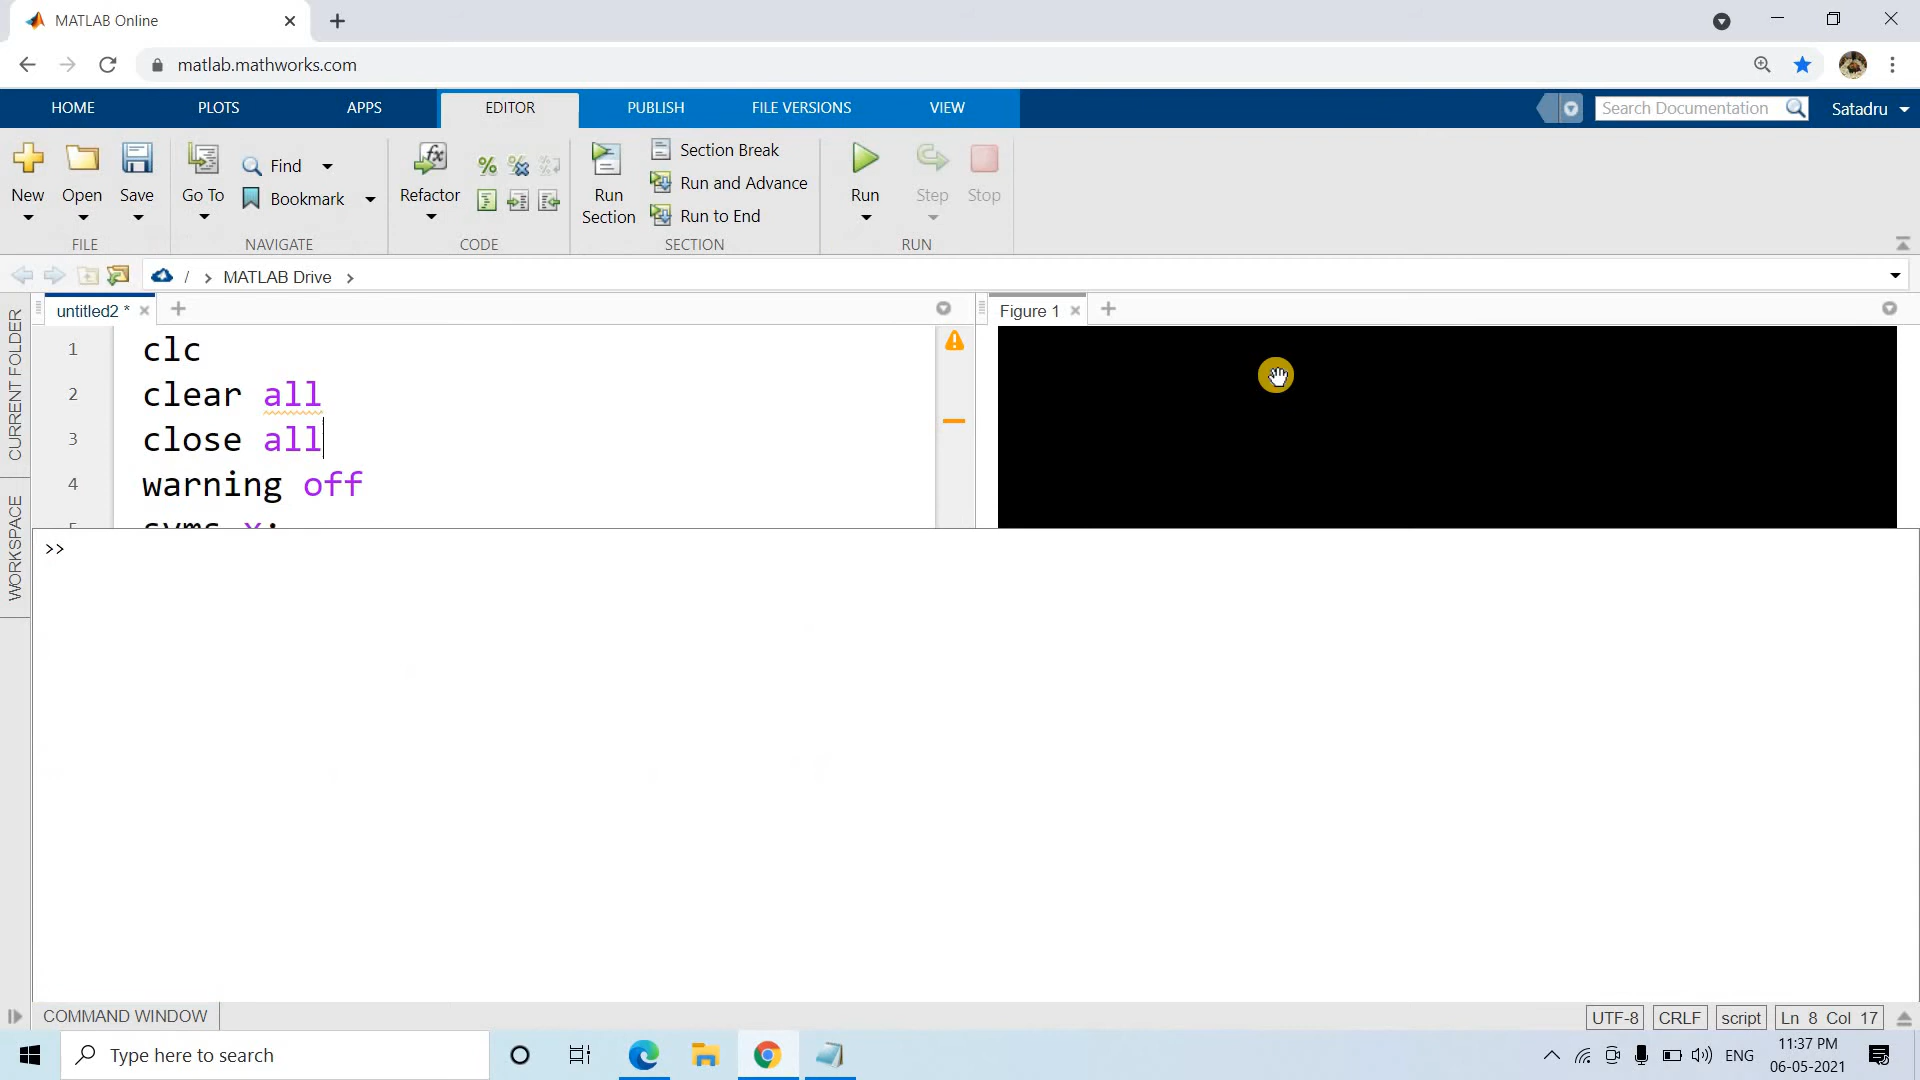 MATLAB Online
matlab.mathworks.com
HOME PLOTS APPS EDITOR PUBLISH FILE VERSIONS VIEW
Search Documentation
Satadru
New
Open
Save
FILE
Go To
Find
Bookmark
NAVIGATE
Refactor
CODE
Run Section
Section Break
Run and Advance
Run to End
SECTION
Run
Step
Stop
RUN
/ > MATLAB Drive >
CURRENT FOLDER
WORKSPACE
untitled2 *
Figure 1
1 clc
2 clear all
3 close all
4 warning off
syms x;
>>
COMMAND WINDOW
UTF-8 CRLF script Ln 8 Col 17
Type here to search
ENG
11:37 PM
06-05-2021